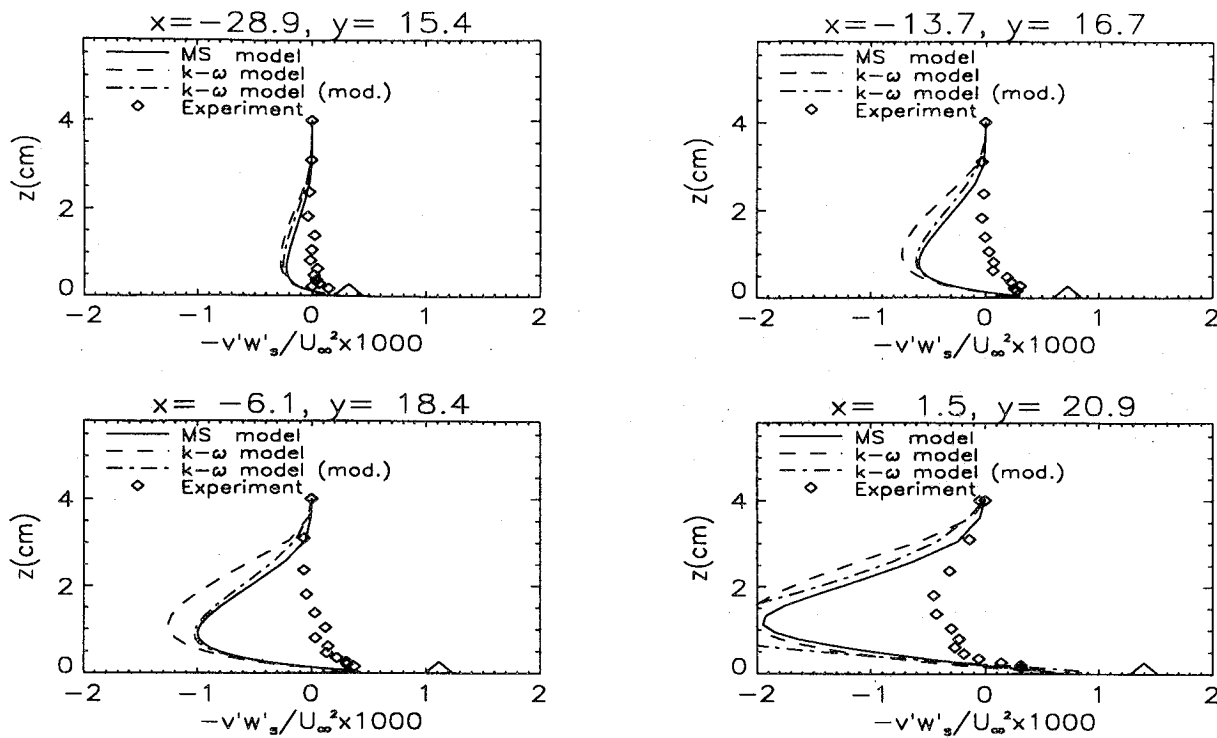 x=−28.9, y= 15.4
MS model
k−ω model
k−ω model (mod.)
Experiment
z(cm)
4
2
0
−2 −1 0 1 2
−v'w'ₛ/U∞²x1000
x=−13.7, y= 16.7
MS model
k−ω model
k−ω model (mod.)
Experiment
z(cm)
4
2
0
−2 −1 0 1 2
−v'w'ₛ/U∞²x1000
x= −6.1, y= 18.4
MS model
k−ω model
k−ω model (mod.)
Experiment
z(cm)
4
2
0
−2 −1 0 1 2
−v'w'ₛ/U∞²x1000
x= 1.5, y= 20.9
MS model
k−ω model
k−ω model (mod.)
Experiment
z(cm)
4
2
0
−2 −1 0 1 2
−v'w'ₛ/U∞²x1000